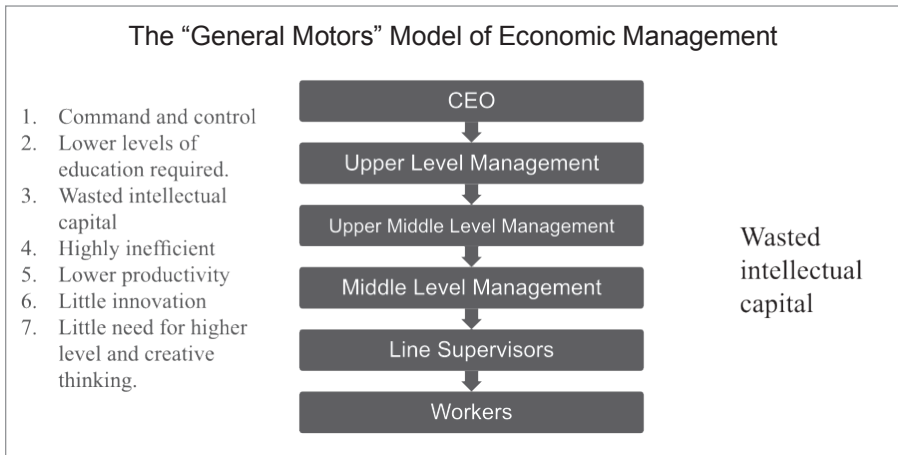 The “General Motors” Model of Economic Management
1. Command and control
2. Lower levels of
education required.
3. Wasted intellectual
capital
4. Highly inefficient
5. Lower productivity
6. Little innovation
7. Little need for higher
level and creative
thinking.
CEO
Upper Level Management
Upper Middle Level Management
Middle Level Management
Line Supervisors
Workers
Wasted
intellectual
capital